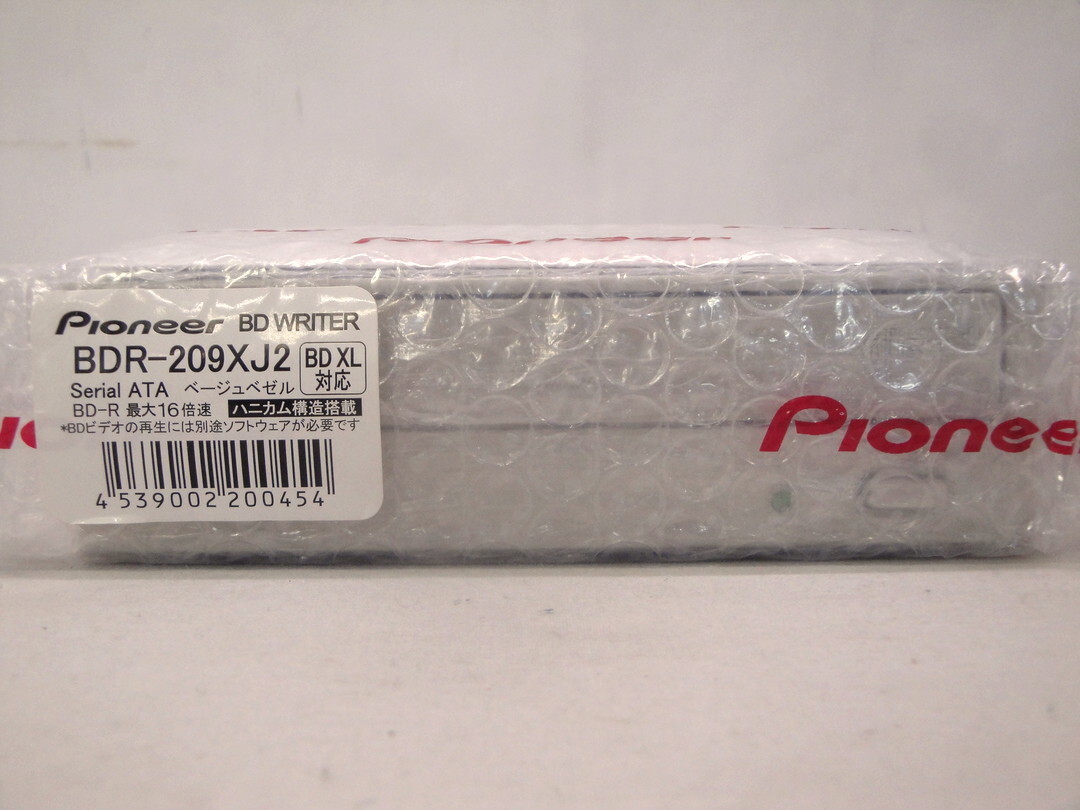 Pioneer
Pioneer BD WRITER
BDR-209XJ2 BD XL 対応
Serial ATA ベージュベゼル
BD-R 最大16倍速 ハニカム構造搭載
*BDビデオの再生には別途ソフトウェアが必要です
4 539002 200454
Pioneer